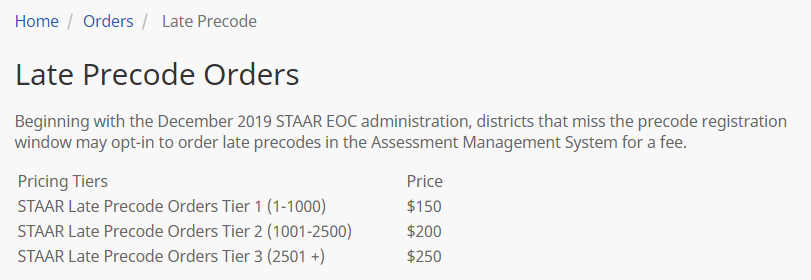 Home / Orders / Late Precode
Late Precode Orders
Beginning with the December 2019 STAAR EOC administration, districts that miss the precode registration
window may opt-in to order late precodes in the Assessment Management System for a fee.
Pricing Tiers Price
STAAR Late Precode Orders Tier 1 (1-1000) $150
STAAR Late Precode Orders Tier 2 (1001-2500) $200
STAAR Late Precode Orders Tier 3 (2501 +) $250